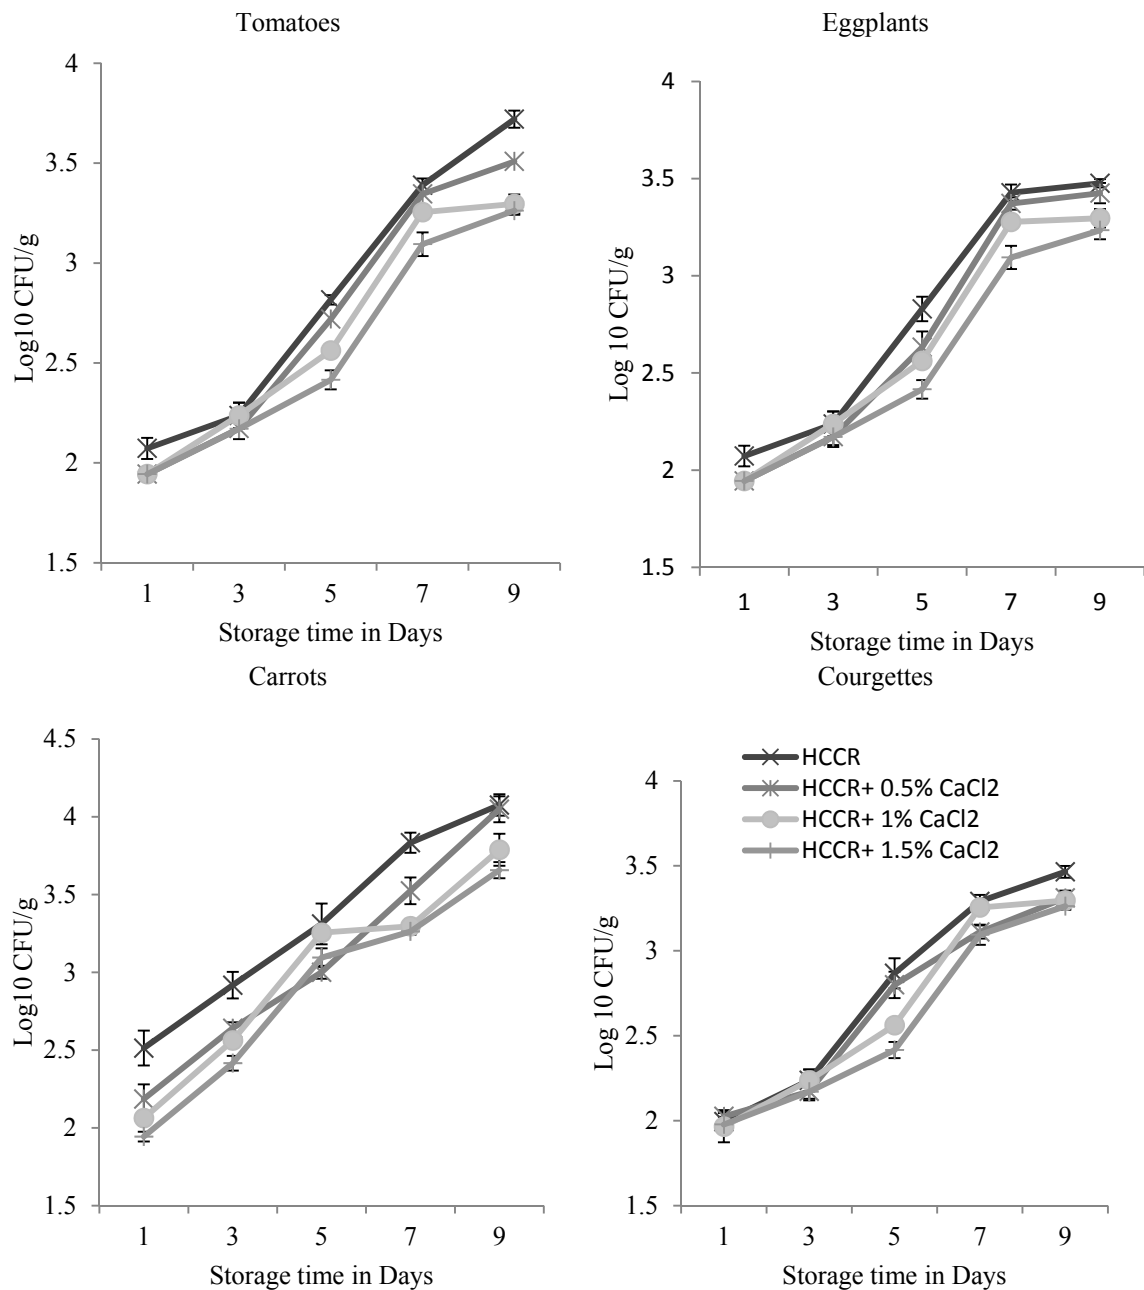 Tomatoes
4
3.5
3
2.5
2
1.5
Log10 CFU/g
1 3 5 7 9
Storage time in Days
Eggplants
4
3.5
3
2.5
2
1.5
Log 10 CFU/g
1 3 5 7 9
Storage time in Days
Carrots
4.5
4
3.5
3
2.5
2
1.5
Log10 CFU/g
1 3 5 7 9
Storage time in Days
Courgettes
HCCR
HCCR+ 0.5% CaCl2
HCCR+ 1% CaCl2
HCCR+ 1.5% CaCl2
4
3.5
3
2.5
2
1.5
Log 10 CFU/g
1 3 5 7 9
Storage time in Days